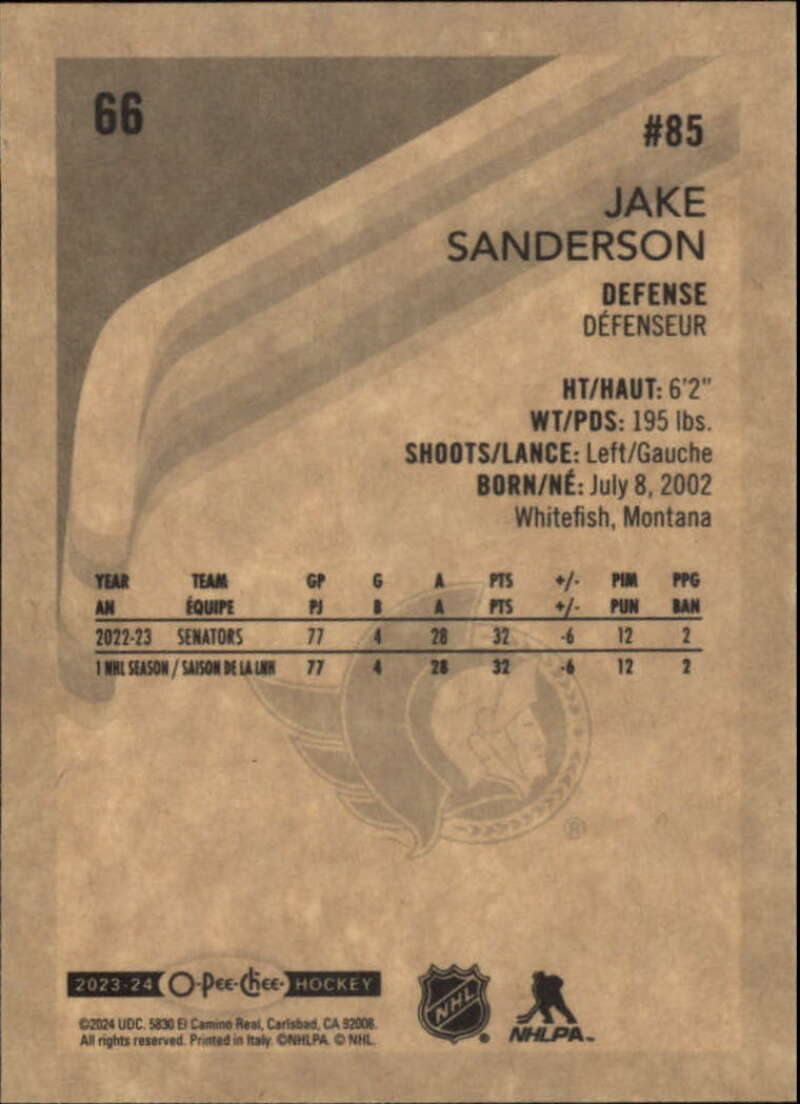 66
#85
JAKE
SANDERSON
DEFENSE
DÉFENSEUR
HT/HAUT: 6'2"
WT/PDS: 195 lbs.
SHOOTS/LANCE: Left/Gauche
BORN/NÉ: July 8, 2002
Whitefish, Montana
YEAR TEAM GP G A PTS +/- PIM PPG
AN ÉQUIPE PJ B A PTS +/- PUN BAN
2022-23 SENATORS 77 4 28 32 -6 12 2
1 NHL SEASON / SAISON DE LA LNH 77 4 28 32 -6 12 2
®
2023-24 O-Pee-Chee- HOCKEY
©2024 UDC. 5830 El Camino Real, Carlsbad, CA 92008.
All rights reserved. Printed in Italy. ©NHLPA. © NHL.
NHL
NHLPA™